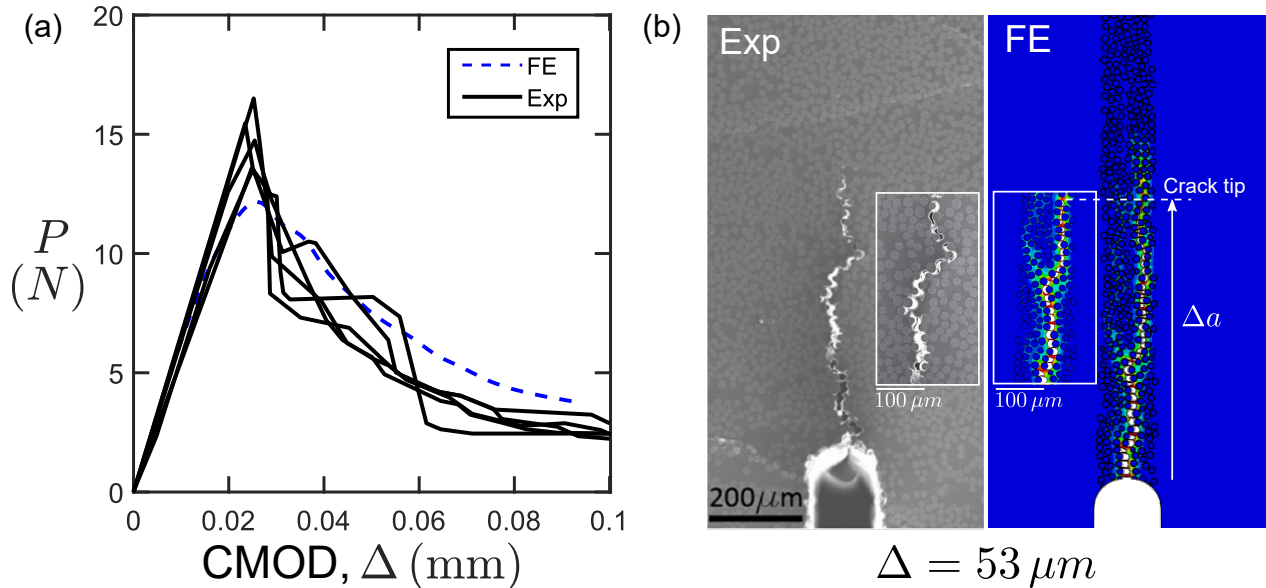 (a)
20
15
10
5
0
P
(N)
FE
Exp
0 0.02 0.04 0.06 0.08 0.1
CMOD, Δ (mm)
(b)
Exp
FE
Crack tip
Δa
100 μm
100 μm
200μm
Δ = 53 μm